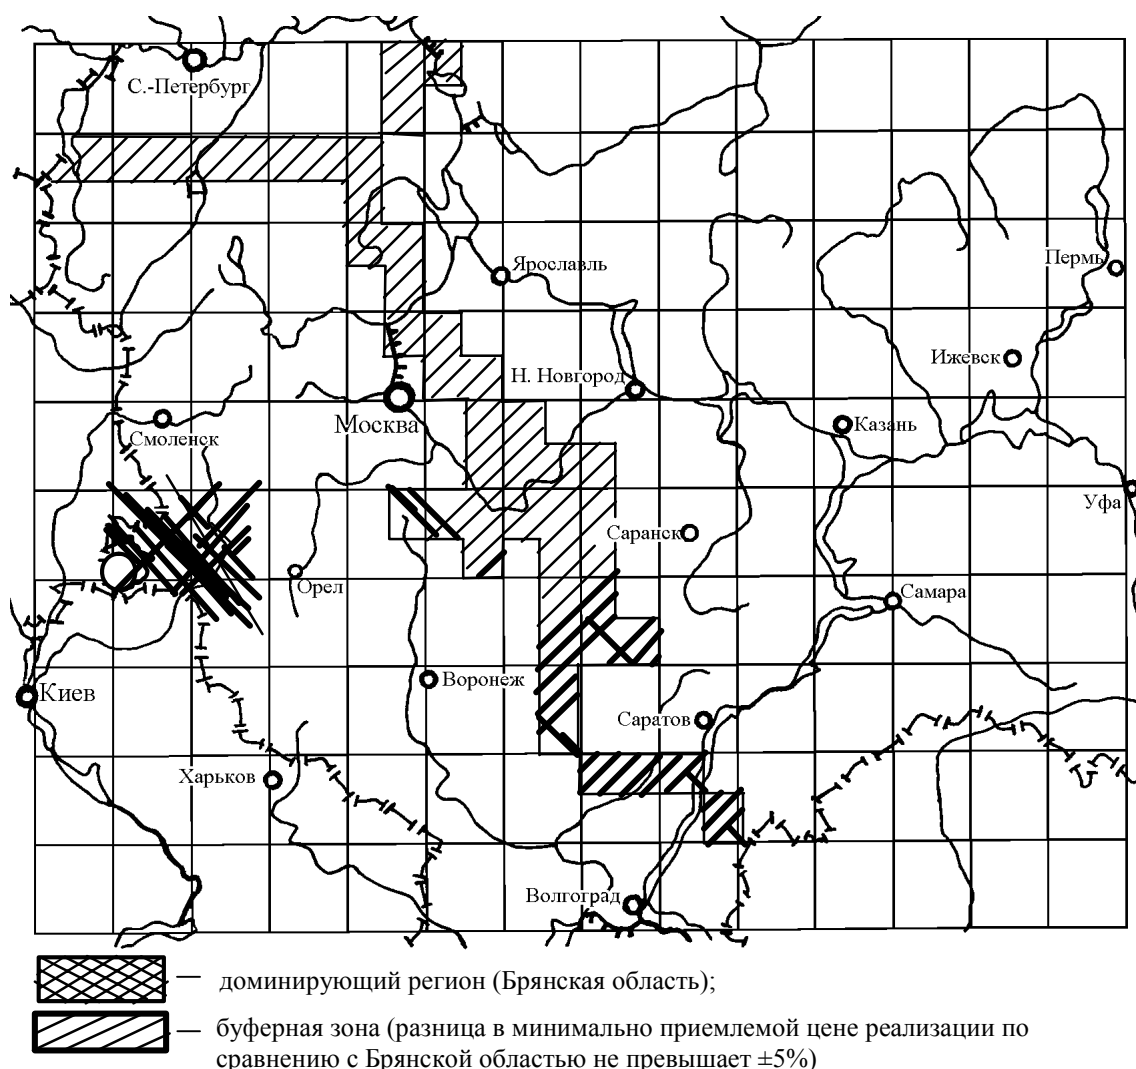 С.-Петербург
Ярославль
Пермь
Ижевск
Н. Новгород
Москва
Казань
Смоленск
Уфа
Саранск
Орел
Самара
Киев
Воронеж
Саратов
Харьков
Волгоград
— доминирующий регион (Брянская область);
— буферная зона (разница в минимально приемлемой цене реализации по
сравнению с Брянской областью не превышает ±5%)